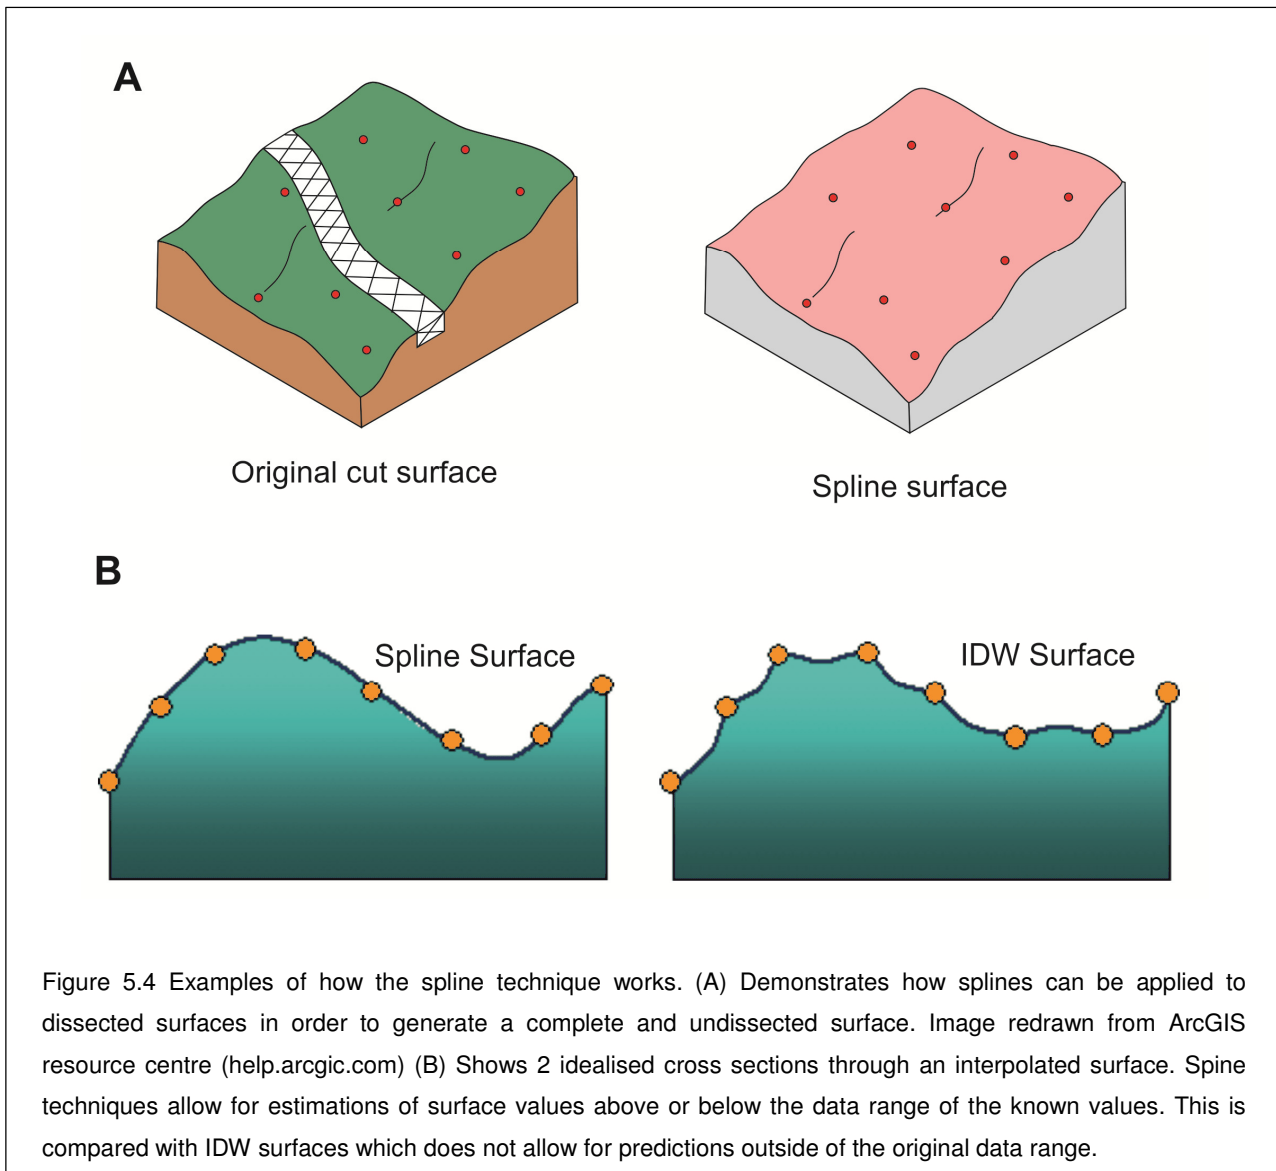 A
Original cut surface
Spline surface
B
Spline Surface
IDW Surface
Figure 5.4 Examples of how the spline technique works. (A) Demonstrates how splines can be applied to
dissected surfaces in order to generate a complete and undissected surface. Image redrawn from ArcGIS
resource centre (help.arcgic.com) (B) Shows 2 idealised cross sections through an interpolated surface. Spine
techniques allow for estimations of surface values above or below the data range of the known values. This is
compared with IDW surfaces which does not allow for predictions outside of the original data range.